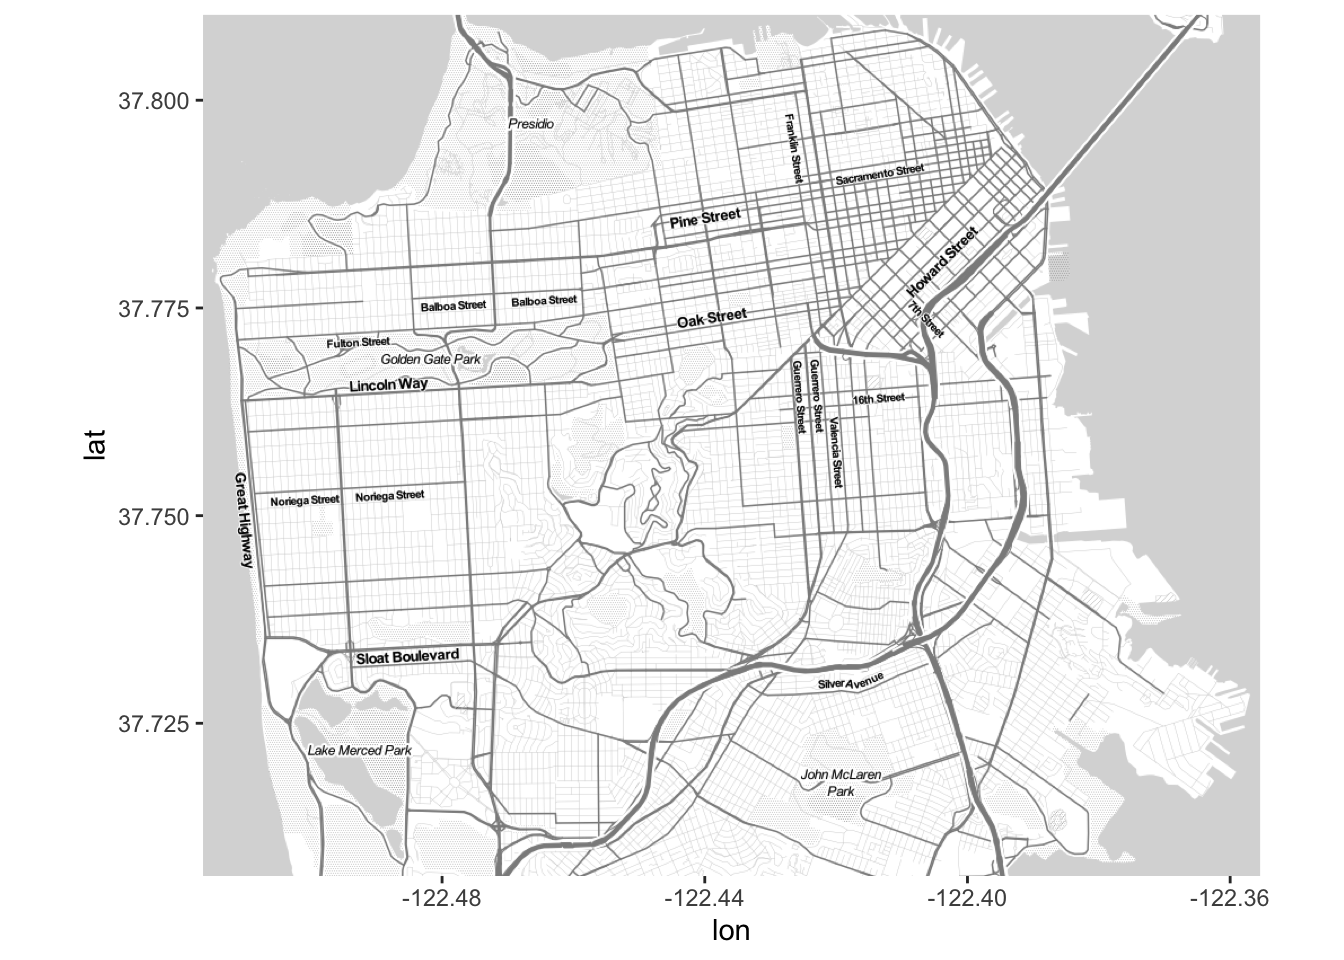 37.800
Presidio
Franklin Street
Sacramento Street
Pine Street
Howard Street
37.775
Balboa Street
Balboa Street
7th Street
Oak Street
Fulton Street
Golden Gate Park
Lincoln Way
Guerrero Street
Guerrero Street
16th Street
Valencia Street
lat
Great Highway
Noriega Street
Noriega Street
37.750
Sloat Boulevard
Silver Avenue
37.725
Lake Merced Park
John McLaren
Park
-122.48
-122.44
-122.40
-122.36
lon